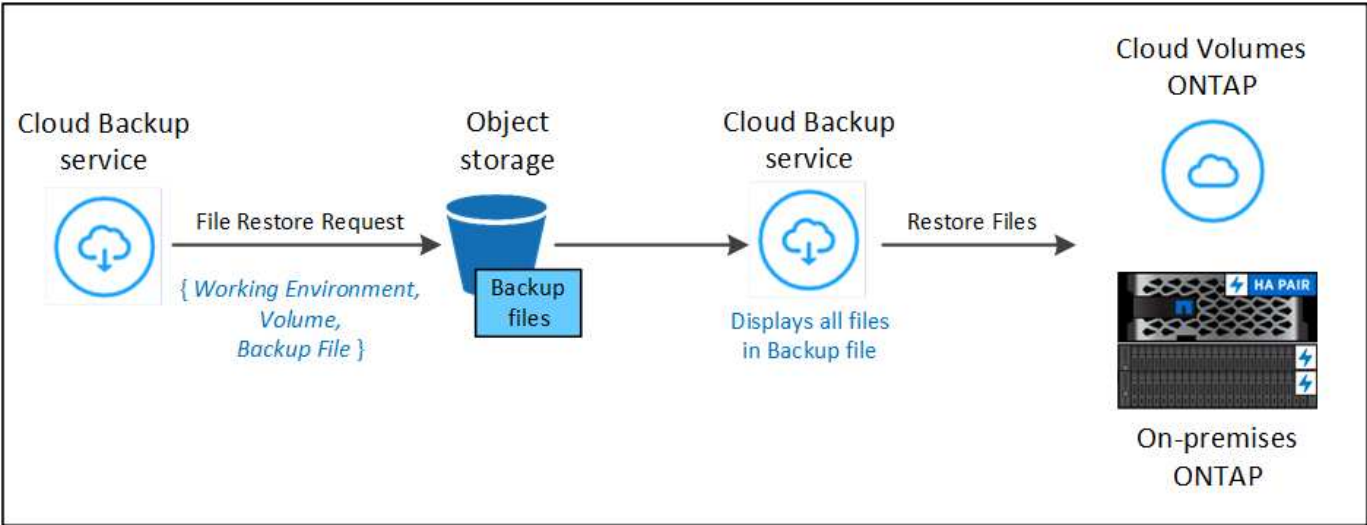 Cloud Backup
service
File Restore Request
{ Working Environment,
Volume,
Backup File }
Object
storage
Backup
files
Cloud Backup
service
Displays all files
in Backup file
Restore Files
Cloud Volumes
ONTAP
HA PAIR
On-premises
ONTAP